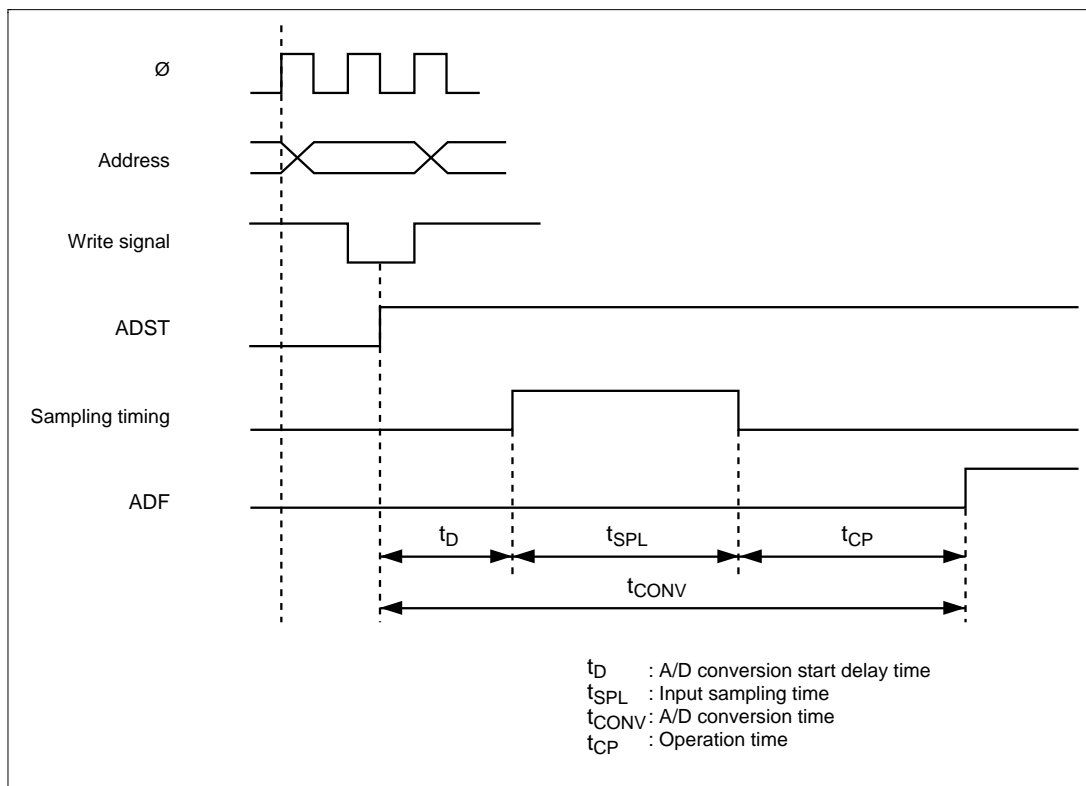 Ø
Address
Write signal
ADST
Sampling timing
ADF
tD tSPL tCP
tCONV
tD : A/D conversion start delay time
tSPL : Input sampling time
tCONV : A/D conversion time
tCP : Operation time